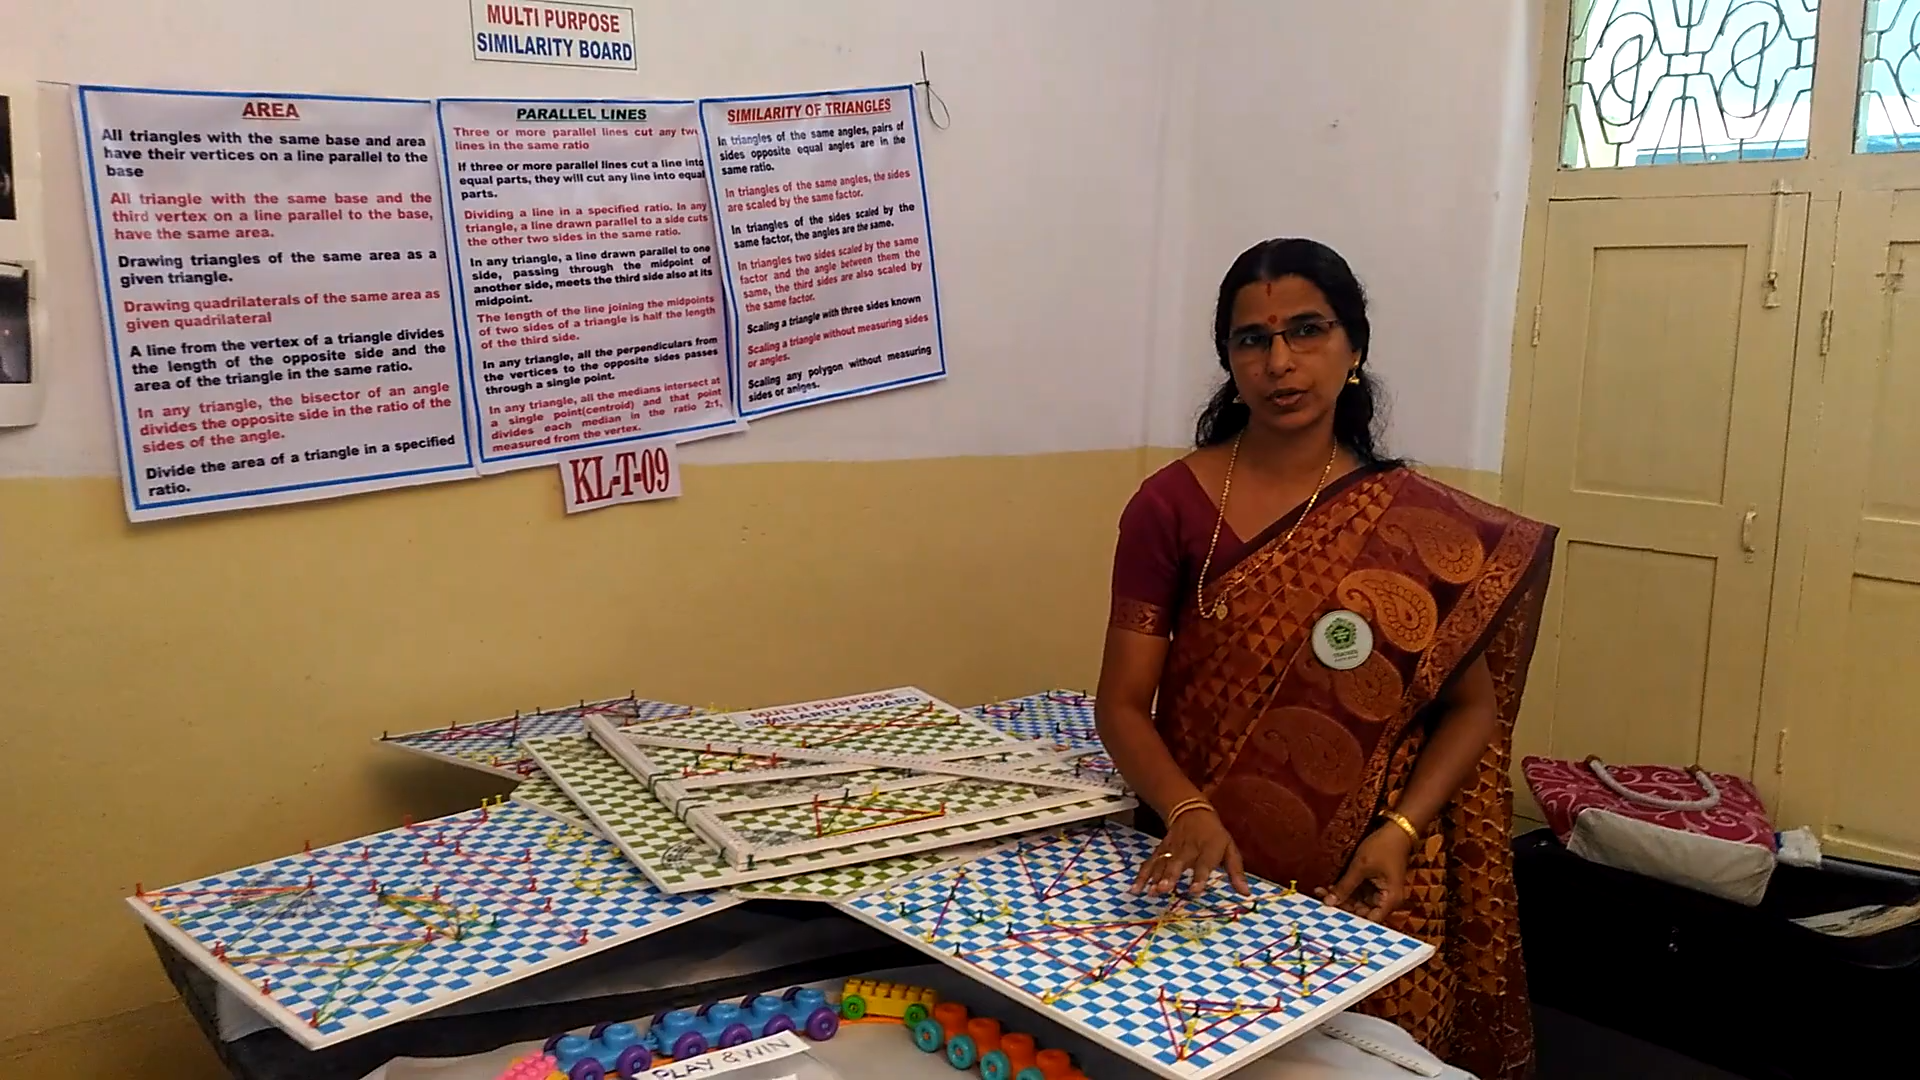 MULTI PURPOSE
SIMILARITY BOARD
AREA
All triangles with the same base and area
have their vertices on a line parallel to the
base
All triangle with the same base and the
third vertex on a line parallel to the base,
have the same area.
Drawing triangles of the same area as a
given triangle.
Drawing quadrilaterals of the same area as
given quadrilateral
A line from the vertex of a triangle divides
the length of the opposite side and the
area of the triangle in the same ratio.
In any triangle, the bisector of an angle
divides the opposite side in the ratio of the
sides of the angle.
Divide the area of a triangle in a specified
ratio.
PARALLEL LINES
Three or more parallel lines cut any two
lines in the same ratio
If three or more parallel lines cut a line into
equal parts, they will cut any line into equal
parts.
Dividing a line in a specified ratio. In any
triangle, a line drawn parallel to a side cuts
the other two sides in the same ratio.
In any triangle, a line drawn parallel to one
side, passing through the midpoint of
another side, meets the third side also at its
midpoint.
The length of the line joining the midpoints
of two sides of a triangle is half the length
of the third side.
In any triangle, all the perpendiculars from
the vertices to the opposite sides passes
through a single point.
In any triangle, all the medians intersect at
a single point(centroid) and that point
divides each median in the ratio 2:1,
measured from the vertex.
SIMILARITY OF TRIANGLES
In triangles of the same angles, pairs of
sides opposite equal angles are in the
same ratio.
In triangles of the same angles, the sides
are scaled by the same factor.
In triangles of the sides scaled by the
same factor, the angles are the same.
In triangles two sides scaled by the same
factor and the angle between them the
same, the third sides are also scaled by
the same factor.
Scaling a triangle with three sides known
Scaling a triangle without measuring sides
or angles.
Scaling any polygon without measuring
sides or anlges.
KL-T-09
MULTI PURPOSE
SIMILARITY BOARD
PLAY & WIN